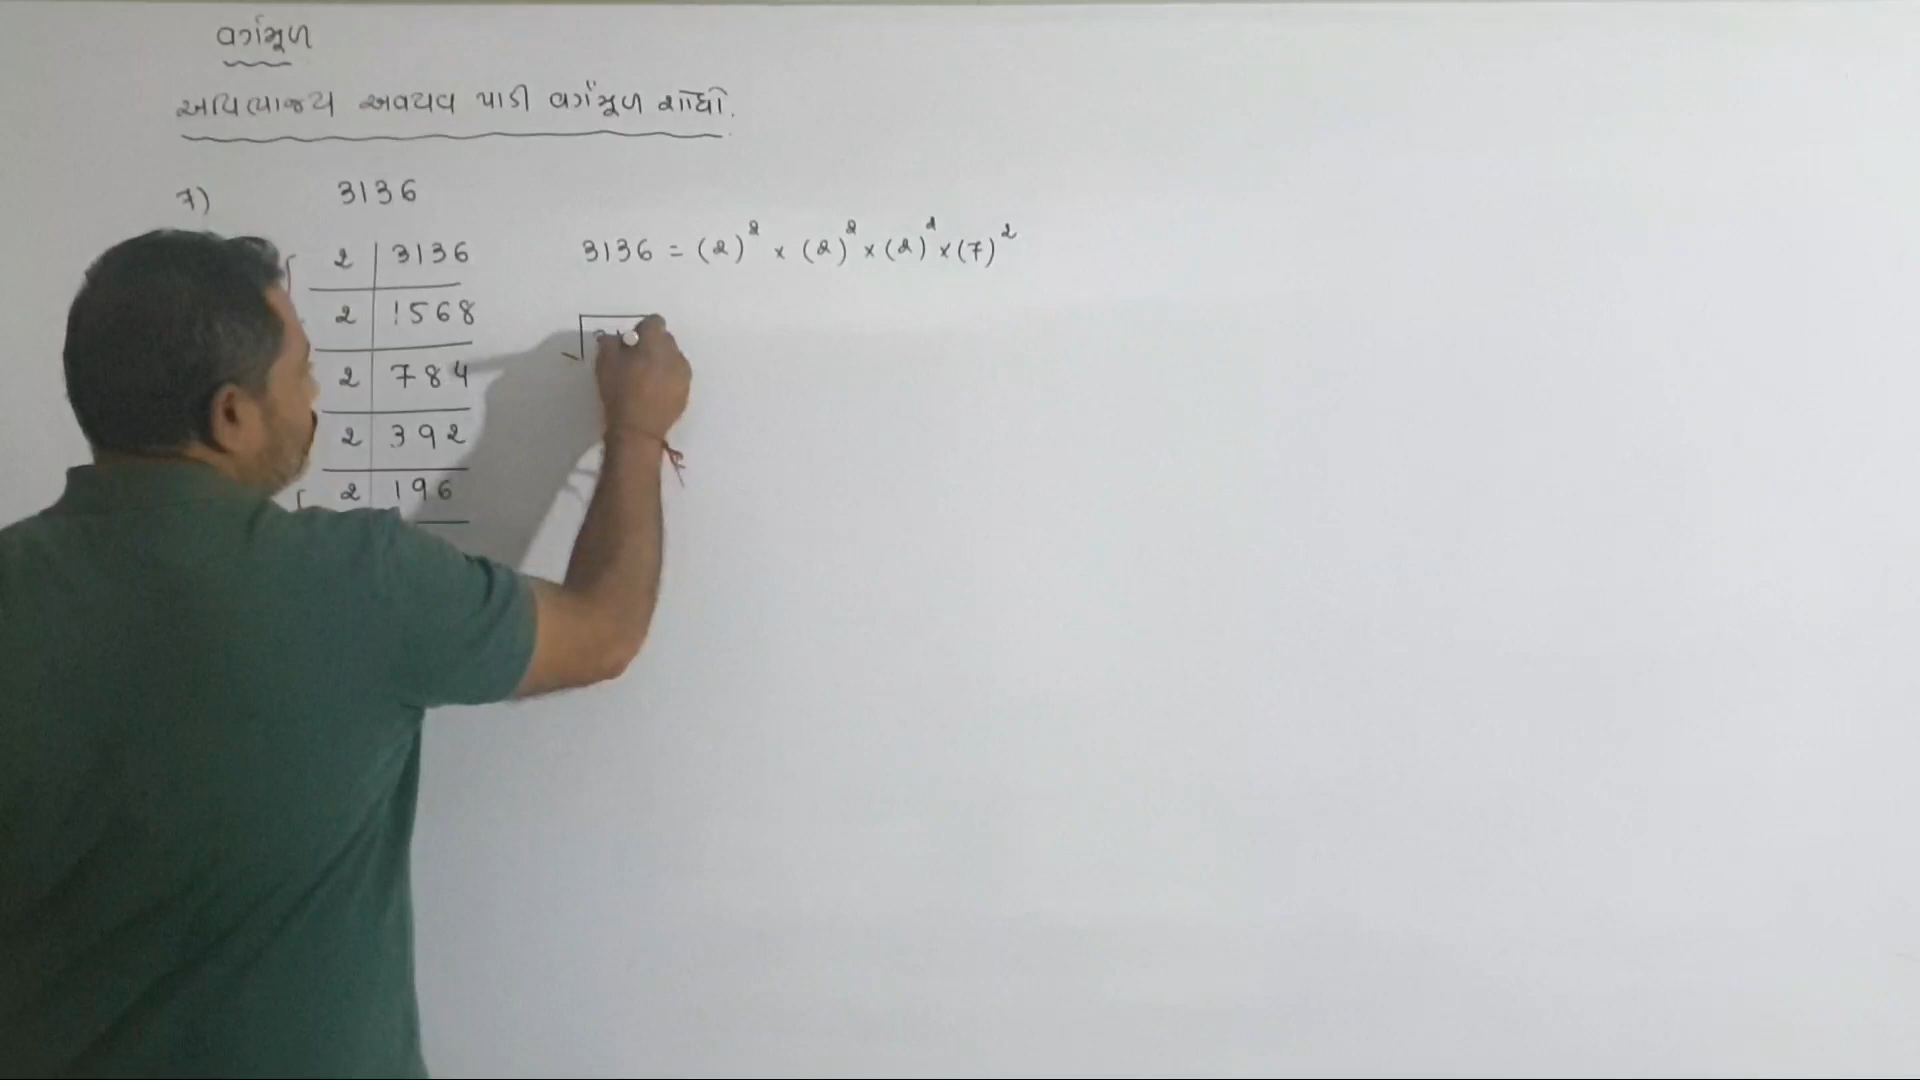 વર્ગમૂળ
અવિભાજ્ય અવયવ પાડી વર્ગમૂળ શોધો.
7) 3136
2 | 3136
2 | 1568
2 | 784
2 | 392
2 | 196
3136 = (2)² × (2)² × (2)² × (7)²
√